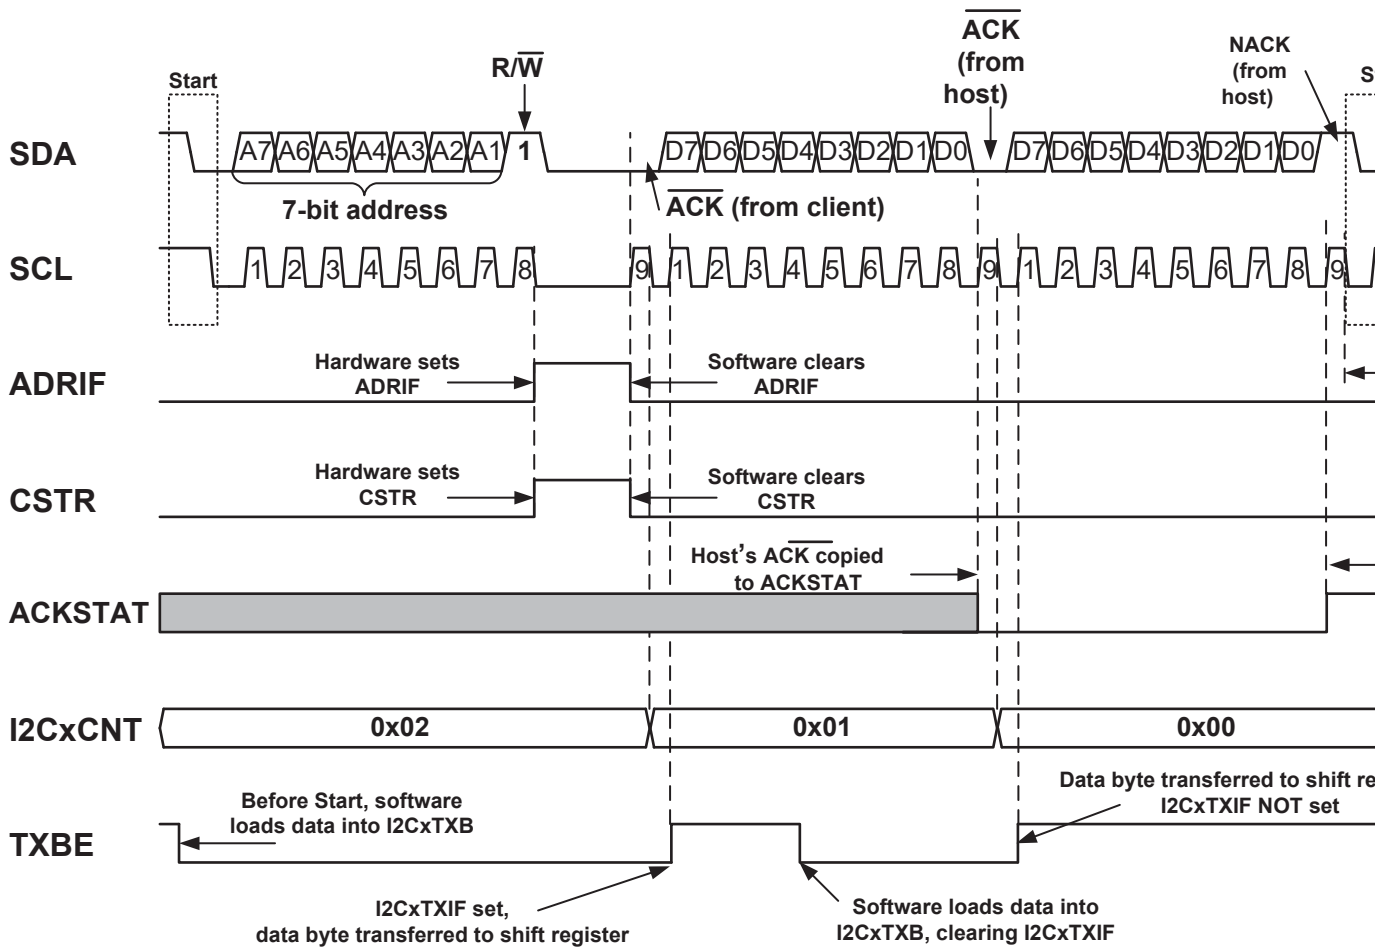 ACK
(from
host)
NACK
(from
host)
Start
R/W
S
SDA
A7 A6 A5 A4 A3 A2 A1 1
D7 D6 D5 D4 D3 D2 D1 D0
D7 D6 D5 D4 D3 D2 D1 D0
7-bit address
ACK (from client)
SCL
1 2 3 4 5 6 7 8 9 1 2 3 4 5 6 7 8 9 1 2 3 4 5 6 7 8 9
ADRIF
Hardware sets
ADRIF
Software clears
ADRIF
CSTR
Hardware sets
CSTR
Software clears
CSTR
Host's ACK copied
to ACKSTAT
ACKSTAT
I2CxCNT
0x02
0x01
0x00
TXBE
Before Start, software
loads data into I2CxTXB
Data byte transferred to shift re
I2CxTXIF NOT set
I2CxTXIF set,
data byte transferred to shift register
Software loads data into
I2CxTXB, clearing I2CxTXIF